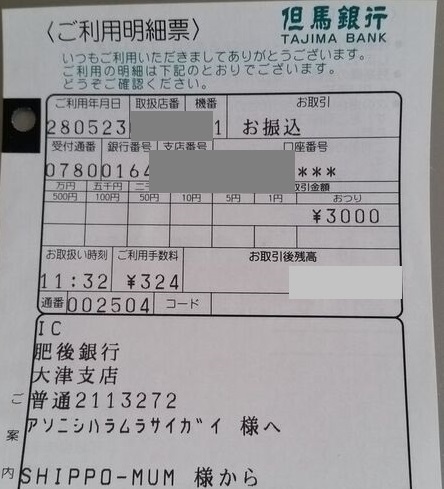 〈ご利用明細票〉
但馬銀行
TAJIMA BANK
いつもご利用いただきましてありがとうございます。
ご利用の明細は下記のとおりでございます。
どうぞご確認ください。
ご利用年月日 取扱店番 機番 お取引
280523 1 お振込
受付通番 銀行番号 支店番号 口座番号
0780 0164 ***
万円 五千円 二千 取引金額
500円 100円 50円 10円 5円 1円 おつり
¥3000
お取扱い時刻 ご利用手数料 お取引後残高
11:32 ¥324
通番 002504 コード
IC
肥後銀行
大津支店
普通2113272
アソニシハラムラサイガイ 様へ
SHIPPO-MUM 様から
ご案内